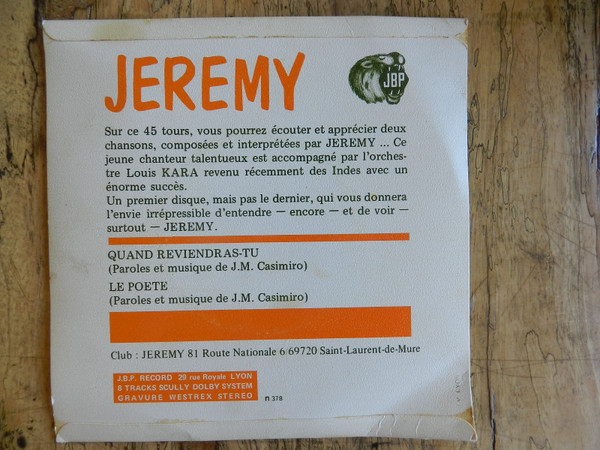 JEREMY
JBP
Sur ce 45 tours, vous pourrez écouter et apprécier deux
chansons, composées et interprétées par JEREMY ... Ce
jeune chanteur talentueux est accompagné par l'orches-
tre Louis KARA revenu récemment des Indes avec un
énorme succès.
Un premier disque, mais pas le dernier, qui vous donnera
l'envie irrépressible d'entendre — encore — et de voir —
surtout — JEREMY.
QUAND REVIENDRAS-TU
(Paroles et musique de J.M. Casimiro)
LE POETE
(Paroles et musique de J.M. Casimiro)
Club : JEREMY 81 Route Nationale 6/69720 Saint-Laurent-de-Mure
J.B.P. RECORD 29 rue Royale LYON
8 TRACKS SCULLY DOLBY SYSTEM
GRAVURE WESTREX STEREO
n 378